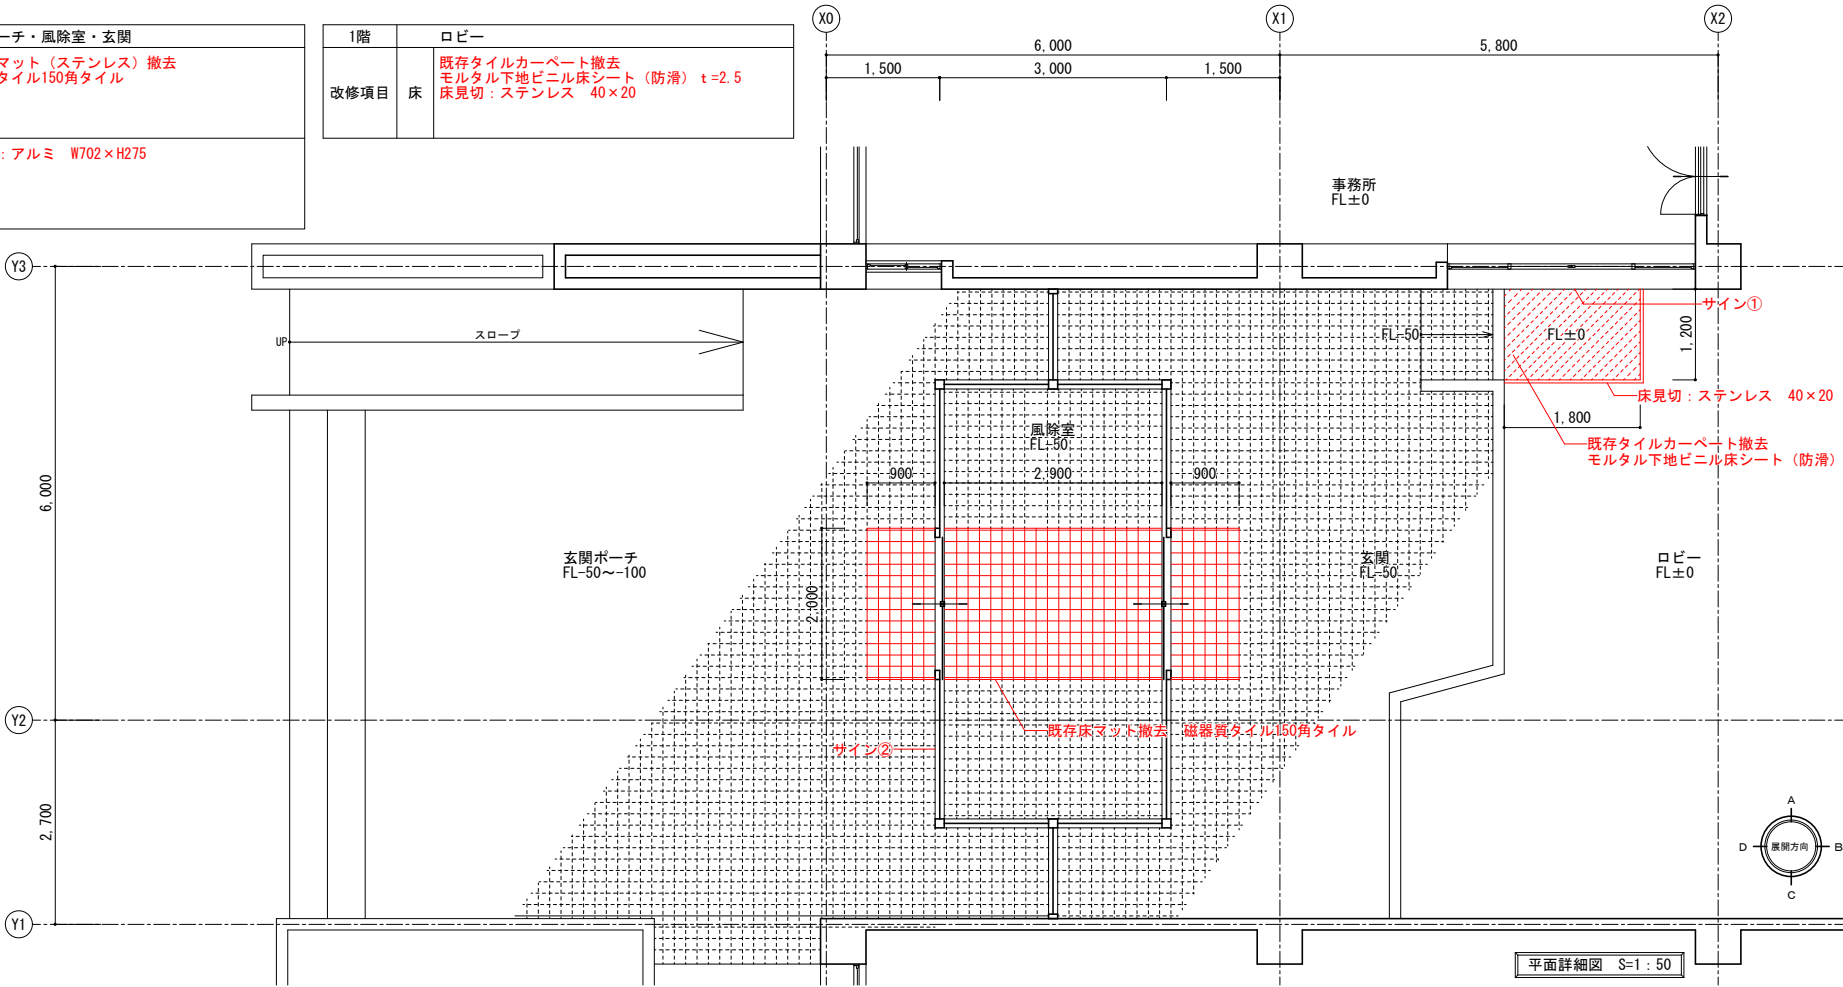 ーチ・風除室・玄関
マット（ステンレス）撤去
タイル150角タイル
：アルミ　W702×H275
1階　ロビー
改修項目　床
既存タイルカーペート撤去
モルタル下地ビニル床シート（防滑） t=2.5
床見切：ステンレス　40×20
X0
X1
X2
6,000
5,800
1,500
3,000
1,500
事務所
FL±0
Y3
サイン①
UP
スロープ
FL-50
FL±0
1,200
床見切：ステンレス　40×20
1,800
風除室
FL-50
既存タイルカーペート撤去
モルタル下地ビニル床シート（防滑）
900
2,900
900
6,000
玄関ポーチ
FL-50～-100
玄関
FL-50
ロビー
FL±0
2,000
Y2
既存床マット撤去　磁器質タイル150角タイル
サイン②
2,700
A
D
展開方向
B
C
Y1
平面詳細図　S=1：50